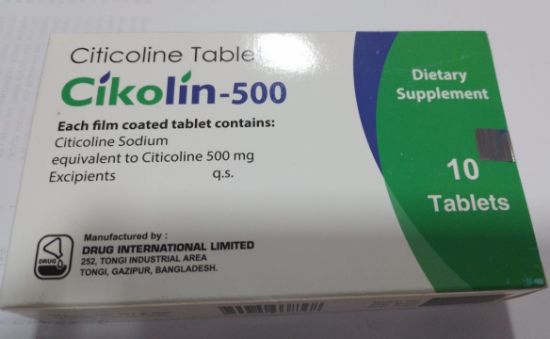 Citicoline Table
Cikolin-500
Each film coated tablet contains:
Citicoline Sodium
equivalent to Citicoline 500 mg
Excipients q.s.
Dietary
Supplement
10
Tablets
Manufactured by :
DRUG INTERNATIONAL LIMITED
252, TONGI INDUSTRIAL AREA
TONGI, GAZIPUR, BANGLADESH.
DRUG